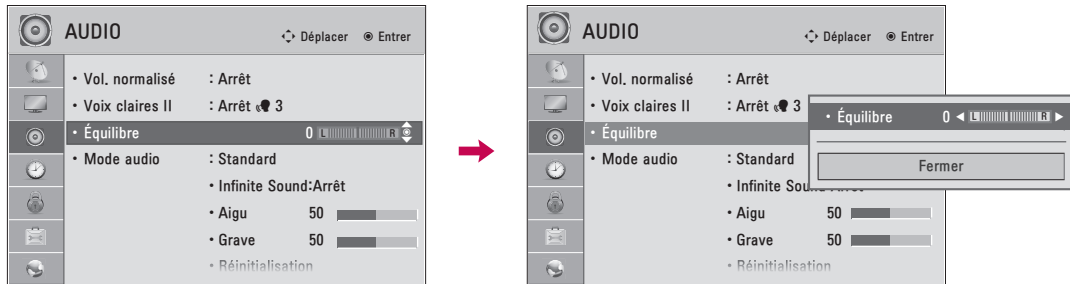 AUDIO
Déplacer Entrer
• Vol. normalisé : Arrêt
• Voix claires II : Arrêt 3
• Équilibre 0 L R
• Mode audio : Standard
• Infinite Sound:Arrêt
• Aigu 50
• Grave 50
• Réinitialisation
AUDIO
Déplacer Entrer
• Vol. normalisé : Arrêt
• Voix claires II : Arrêt 3
• Équilibre
• Mode audio : Standard
• Infinite Sou
• Aigu 50
• Grave 50
• Réinitialisation
• Équilibre 0 ◄ L R ►
Fermer